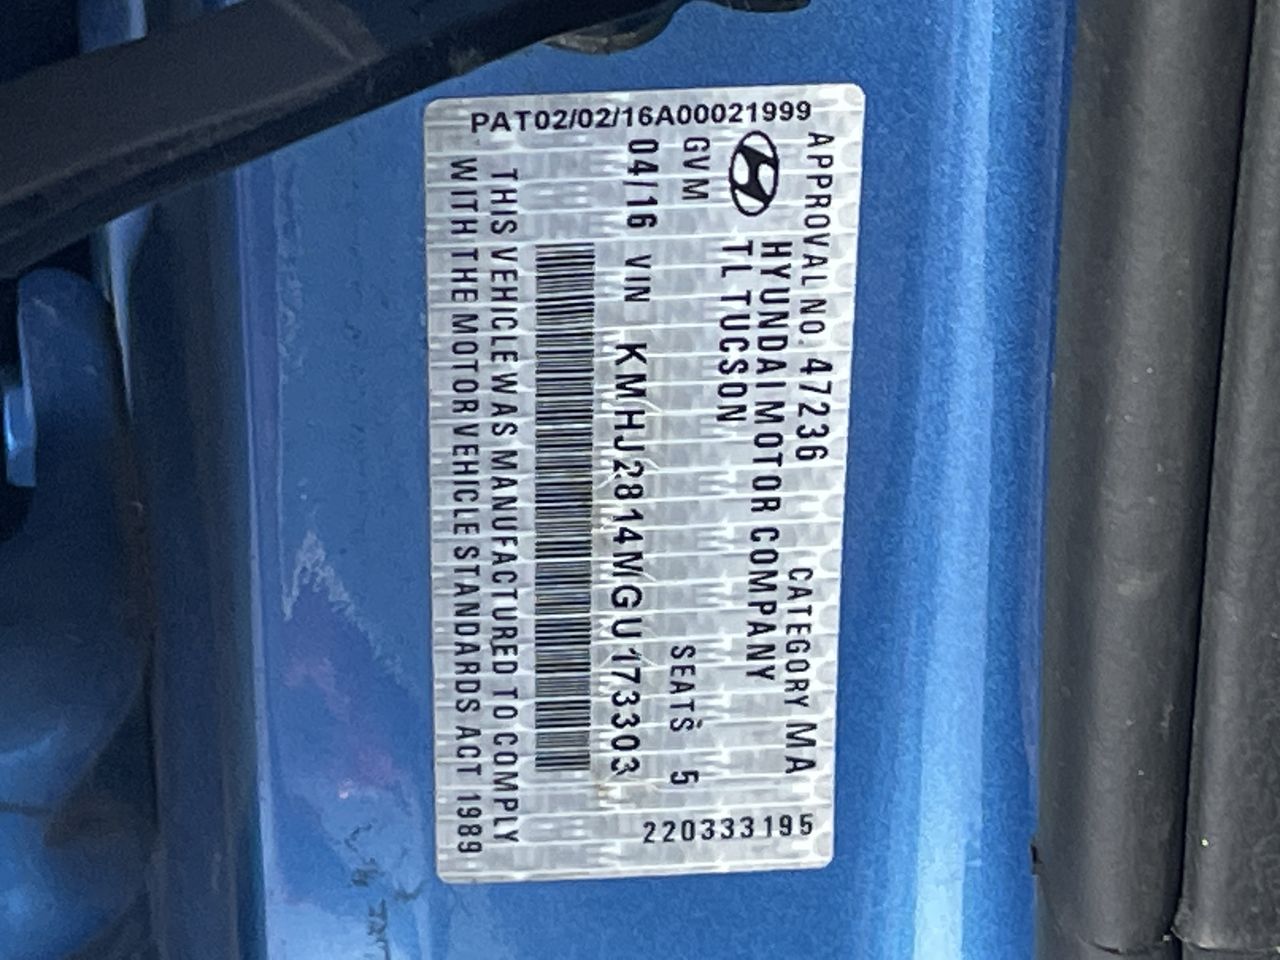 PAT02/02/16A00021999
APPROVAL NO. 47236 CATEGORY MA
HYUNDAI MOTOR COMPANY
TL TUCSON
GVM SEATS 5
04/16 VIN KMHJ2814MGU173303
THIS VEHICLE WAS MANUFACTURED TO COMPLY
WITH THE MOTOR VEHICLE STANDARDS ACT 1989
220333195